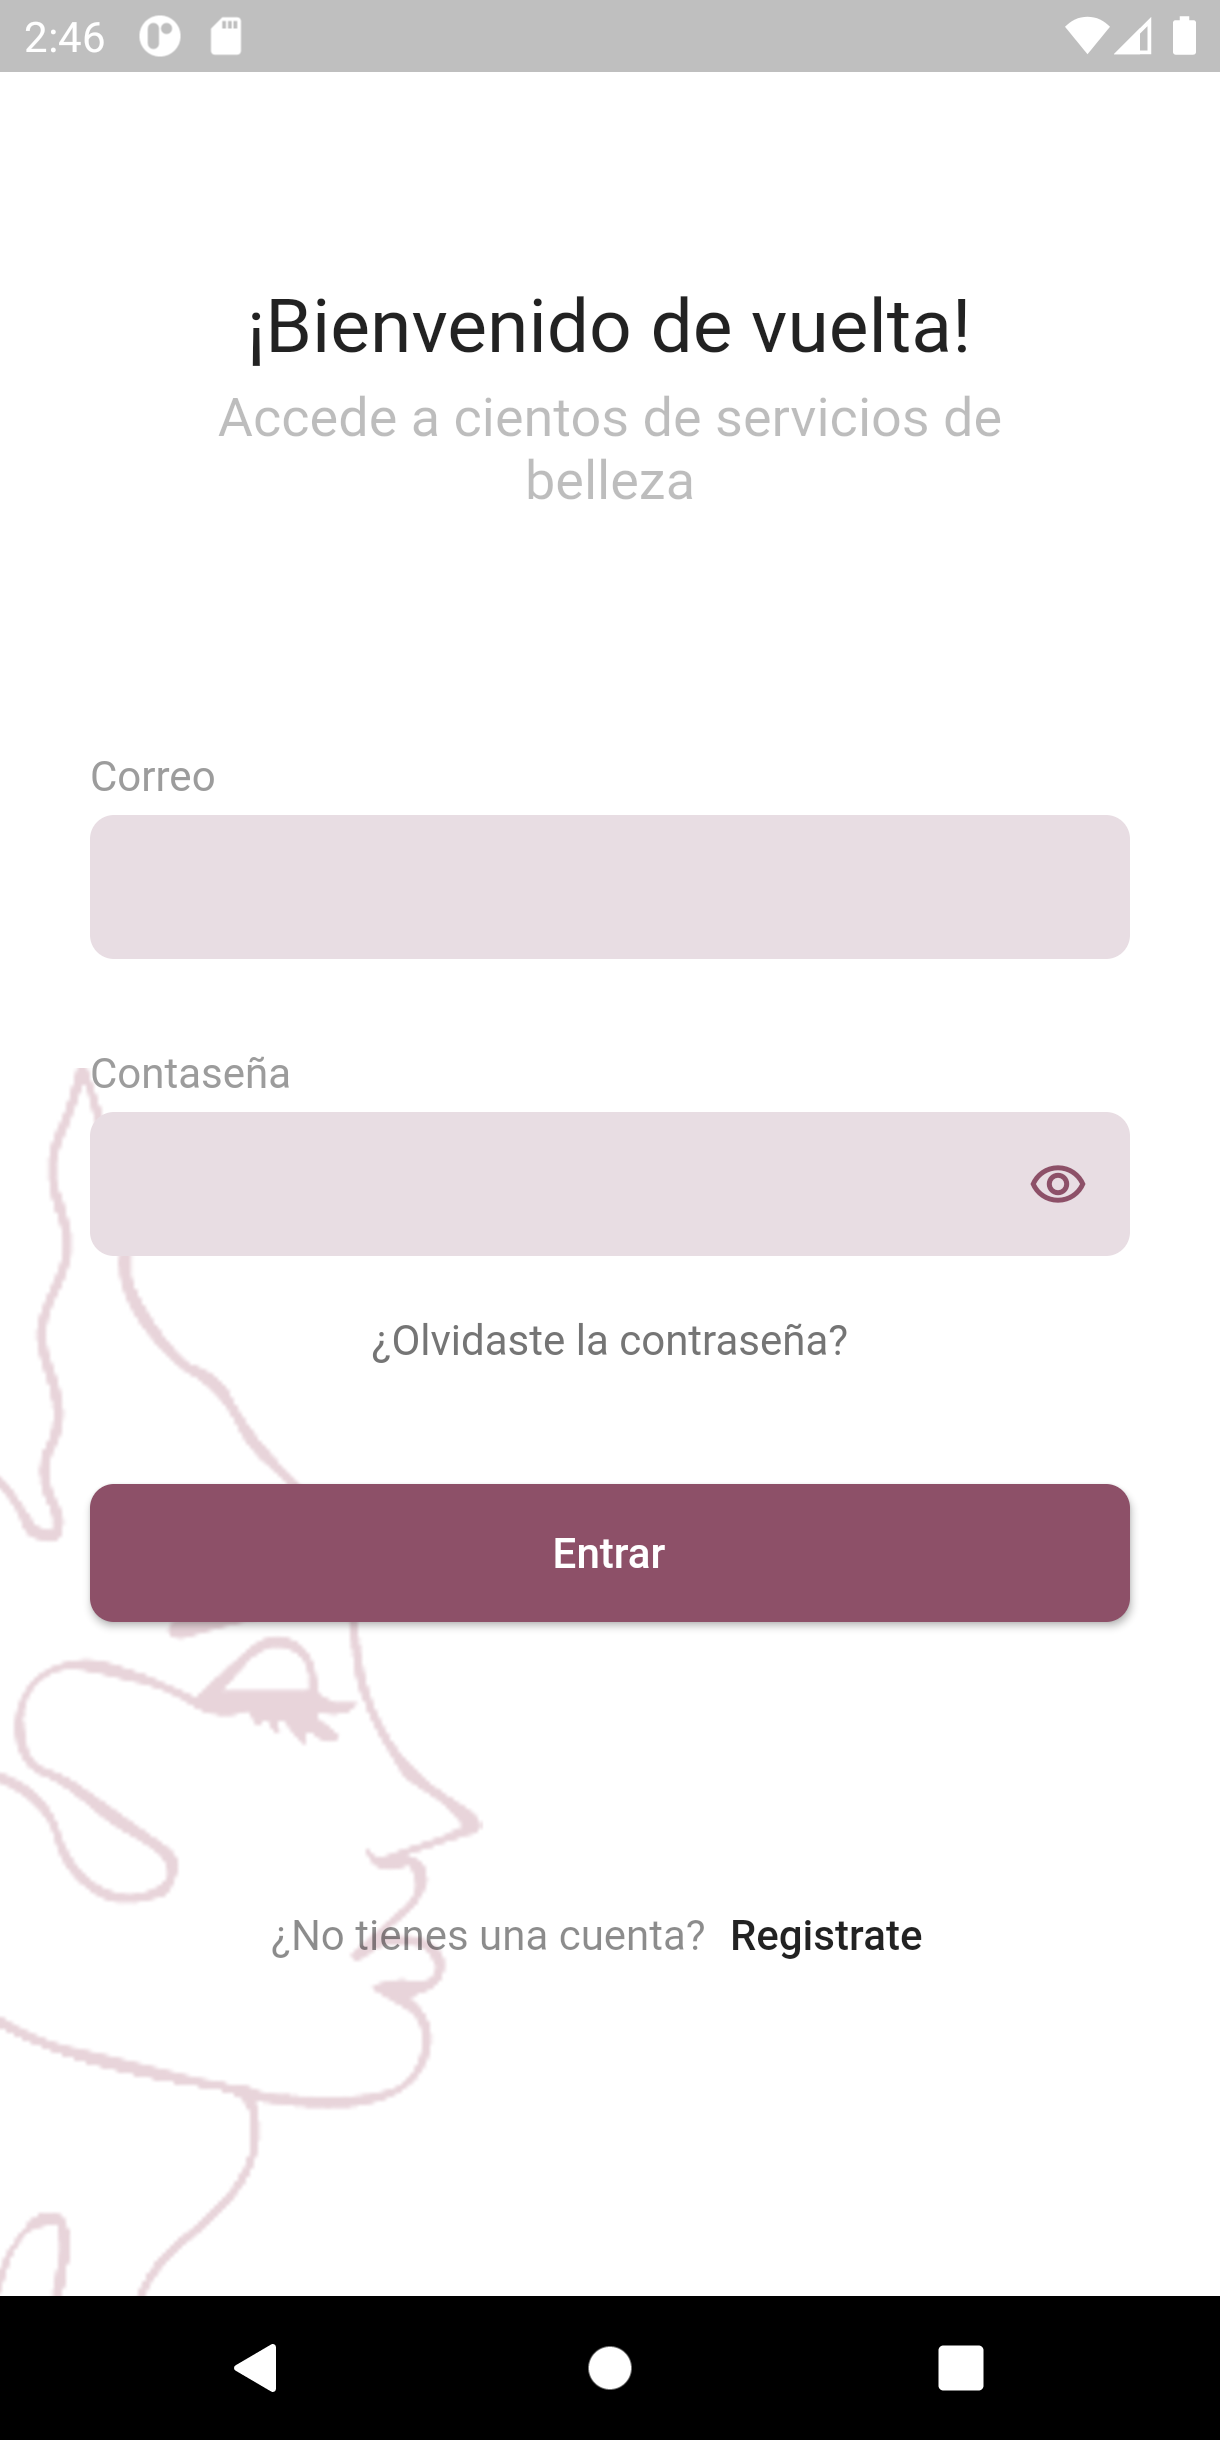 2:46
¡Bienvenido de vuelta!
Accede a cientos de servicios de
belleza
Correo
Contaseña
¿Olvidaste la contraseña?
Entrar
¿No tienes una cuenta? Registrate